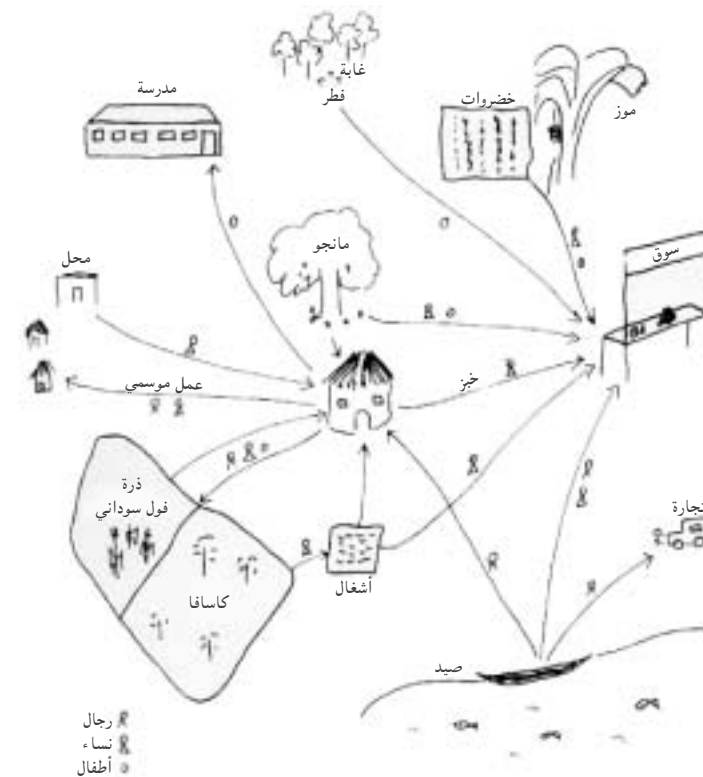 غابة
فطر
مدرسة
خضروات
موز
مانجو
سوق
محل
خبز
عمل موسمي
ذرة
فول سوداني
كاسافا
أشغال
تجارة
صيد
رجال
نساء
أطفال